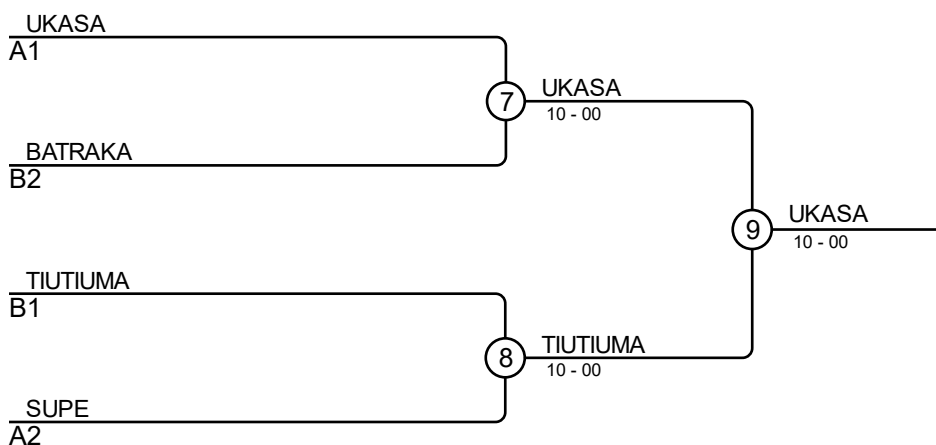 UKASA
A1
7
UKASA
10 - 00
BATRAKA
B2
9
UKASA
10 - 00
TIUTIUMA
B1
8
TIUTIUMA
10 - 00
SUPE
A2